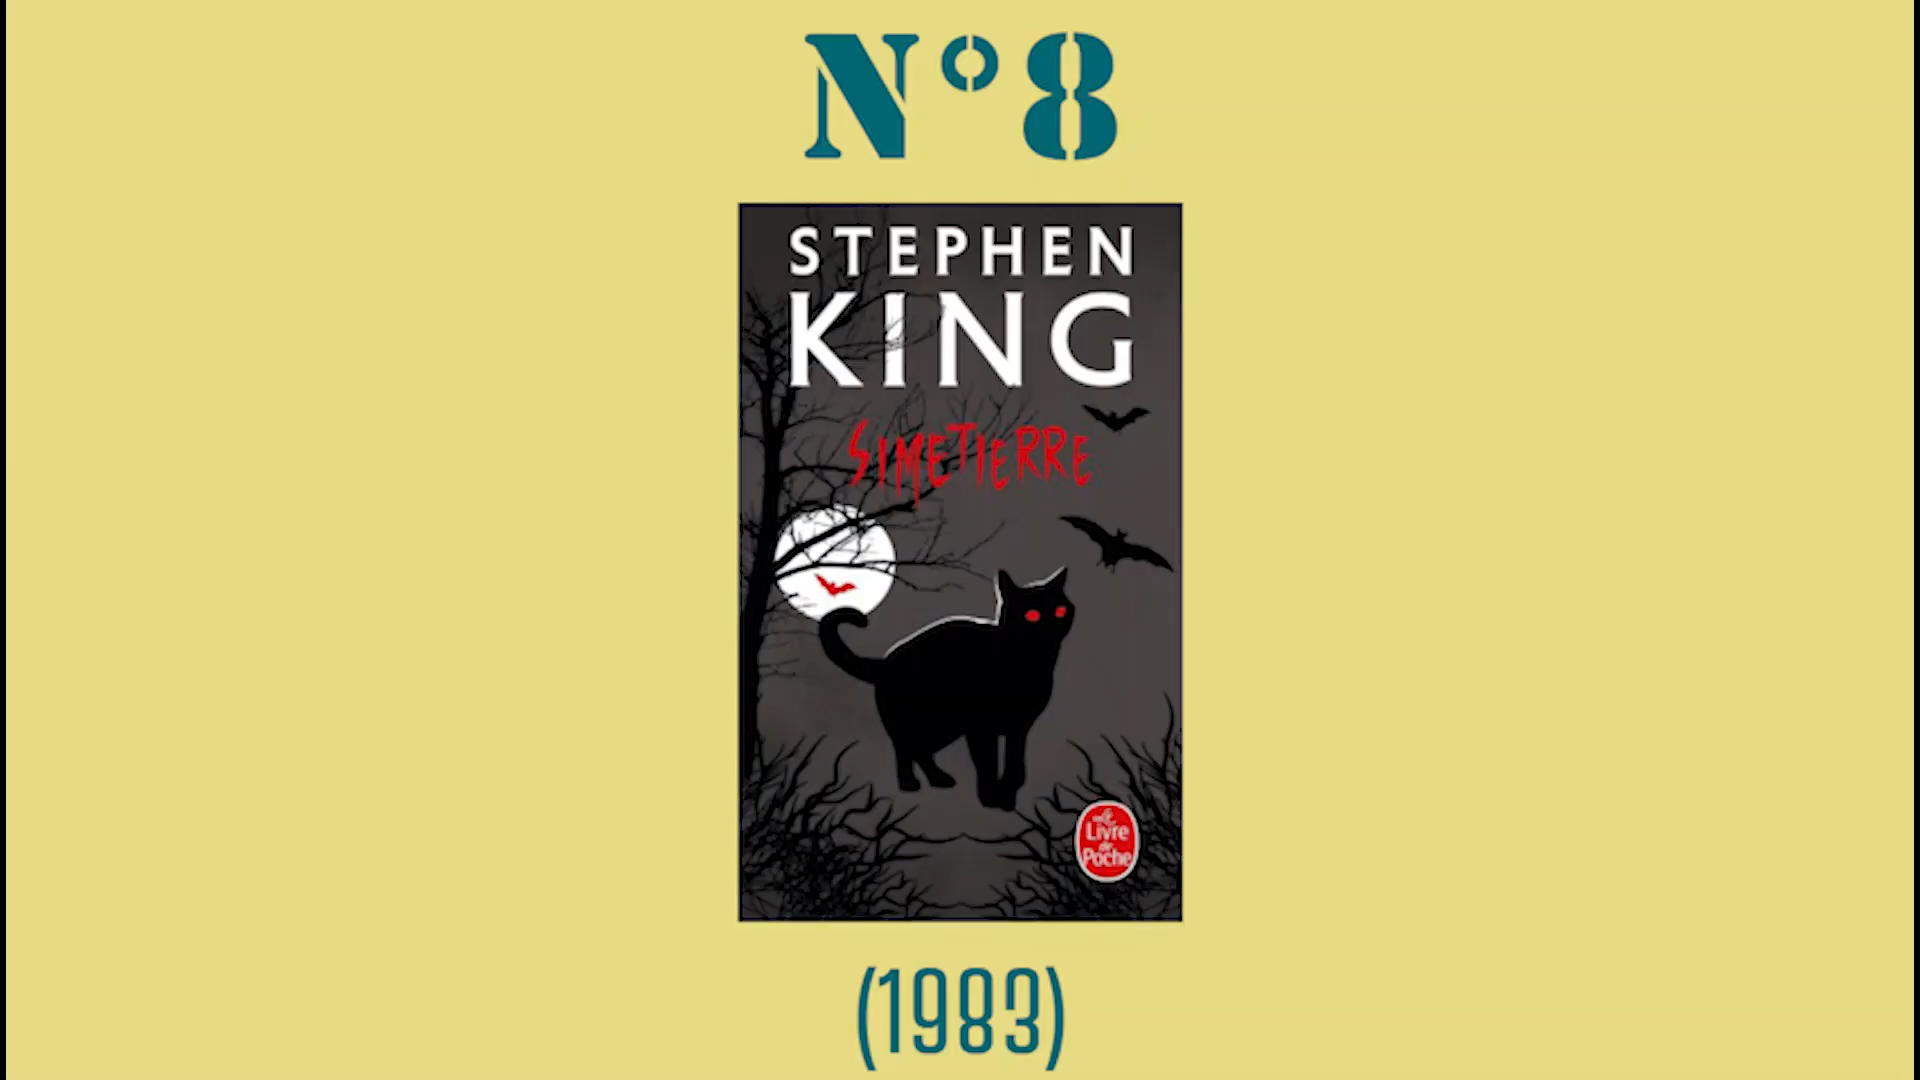 N°8
STEPHEN
KING
SIMETIERRE
Le
Livre
de
Poche
(1983)